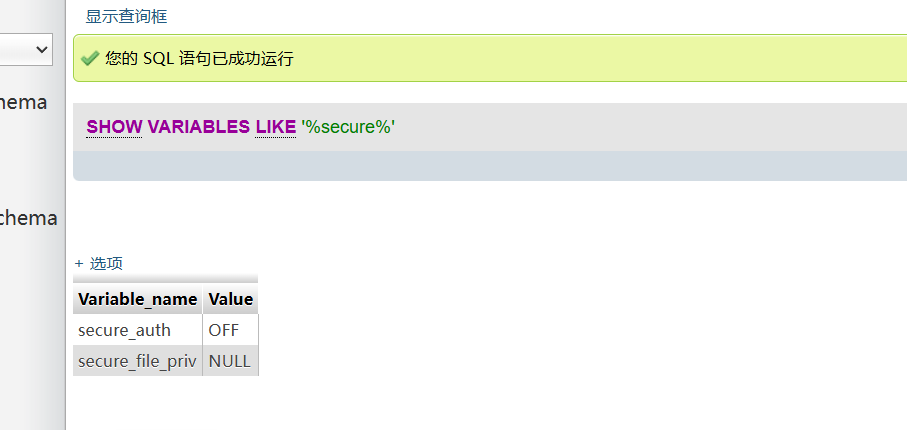 显示查询框
您的 SQL 语句已成功运行
hema
SHOW VARIABLES LIKE '%secure%'
chema
+ 选项
Variable_name Value
secure_auth OFF
secure_file_priv NULL